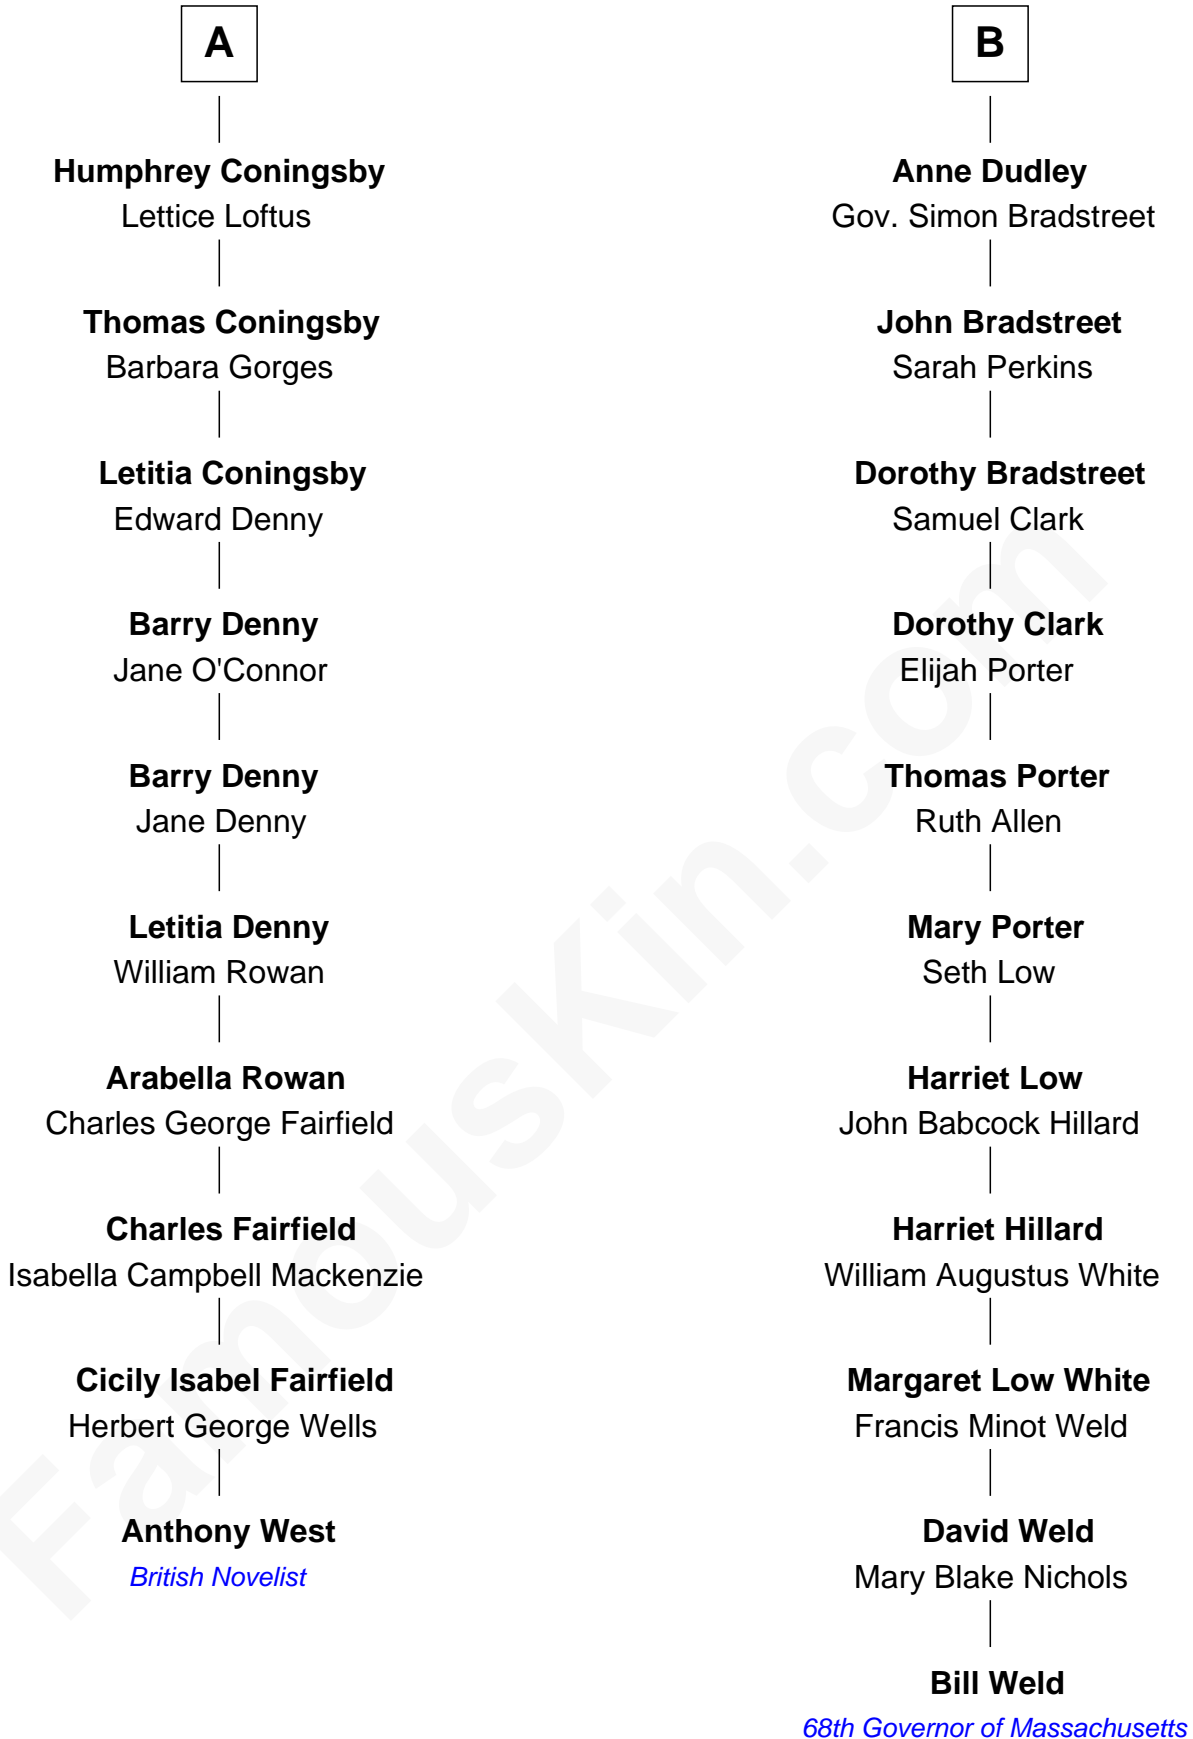 A
Humphrey Coningsby
Lettice Loftus
Thomas Coningsby
Barbara Gorges
Letitia Coningsby
Edward Denny
Barry Denny
Jane O'Connor
Barry Denny
Jane Denny
Letitia Denny
William Rowan
Arabella Rowan
Charles George Fairfield
Charles Fairfield
Isabella Campbell Mackenzie
Cicily Isabel Fairfield
Herbert George Wells
Anthony West
British Novelist
B
Anne Dudley
Gov. Simon Bradstreet
John Bradstreet
Sarah Perkins
Dorothy Bradstreet
Samuel Clark
Dorothy Clark
Elijah Porter
Thomas Porter
Ruth Allen
Mary Porter
Seth Low
Harriet Low
John Babcock Hillard
Harriet Hillard
William Augustus White
Margaret Low White
Francis Minot Weld
David Weld
Mary Blake Nichols
Bill Weld
68th Governor of Massachusetts
FamousKin.com